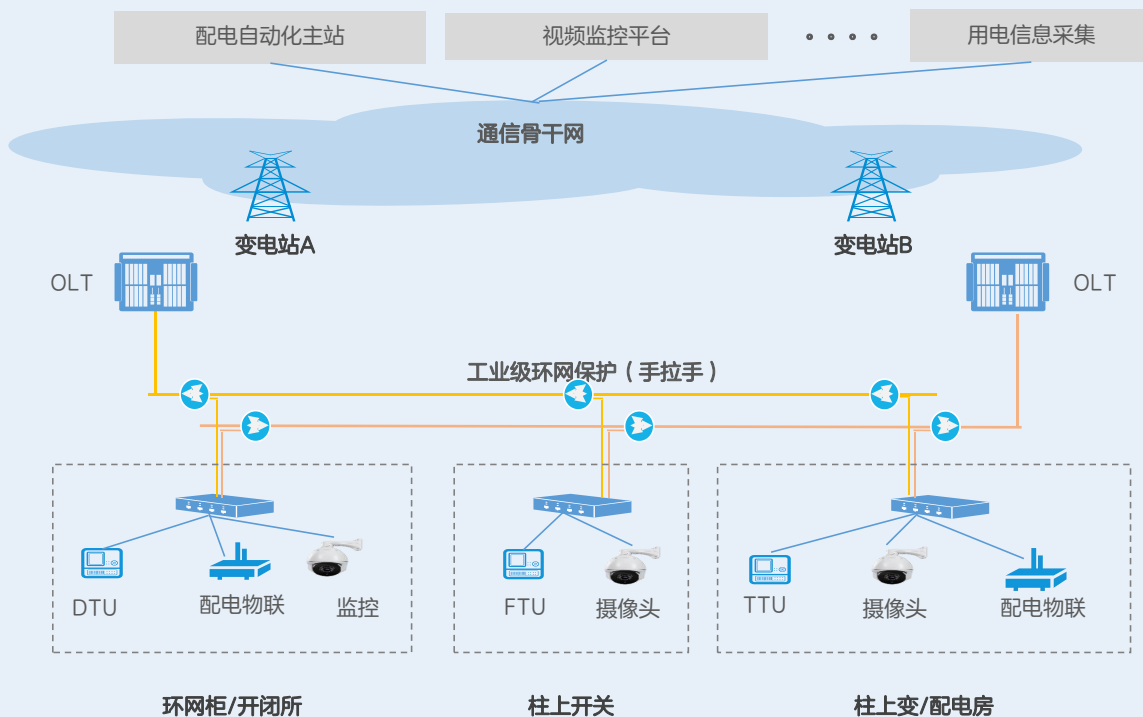 配电自动化主站
视频监控平台
用电信息采集
通信骨干网
变电站A
变电站B
OLT
OLT
工业级环网保护（手拉手）
DTU
配电物联
监控
FTU
摄像头
TTU
摄像头
配电物联
环网柜/开闭所
柱上开关
柱上变/配电房